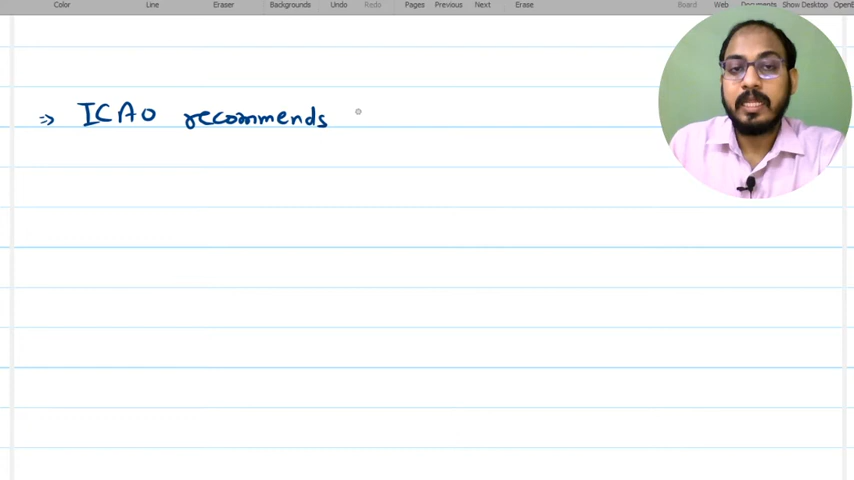 Color Line Eraser Backgrounds Undo Redo Pages Previous Next Erase Board Web Documents Show Desktop
⇒ ICAO recommends